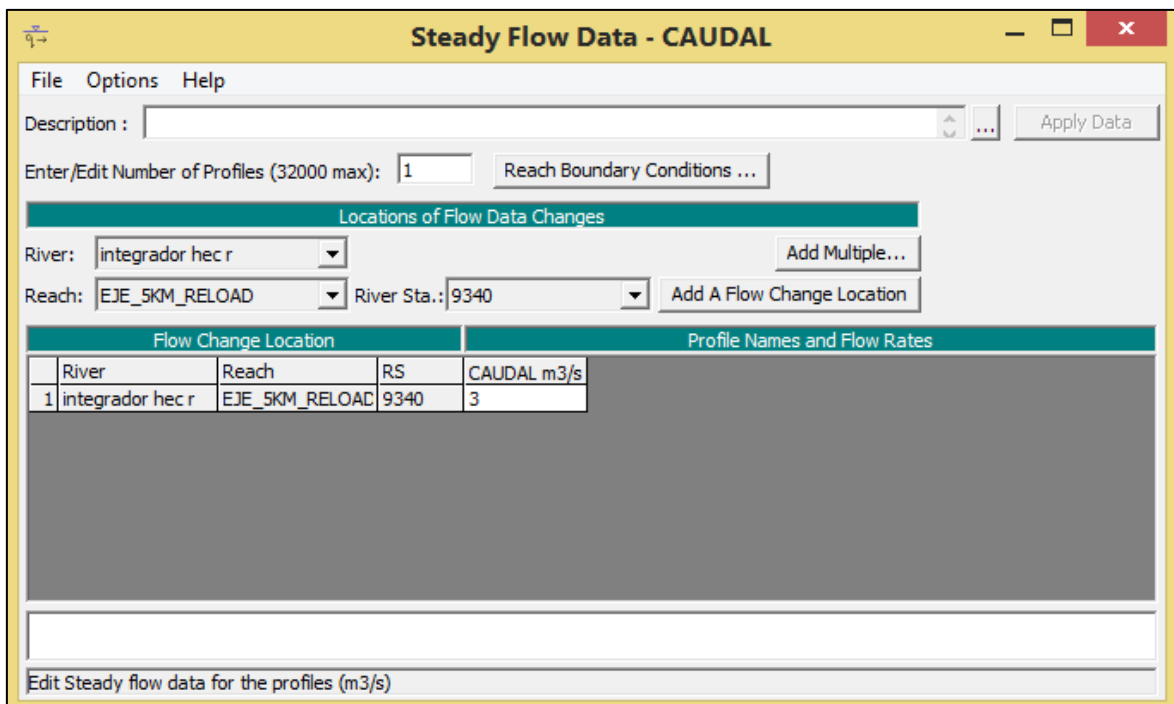 Steady Flow Data - CAUDAL
File Options Help
Description : ... Apply Data
Enter/Edit Number of Profiles (32000 max): 1 Reach Boundary Conditions ...
Locations of Flow Data Changes
River: integrador hec r Add Multiple...
Reach: EJE_5KM_RELOAD River Sta.: 9340 Add A Flow Change Location
Flow Change Location Profile Names and Flow Rates
River Reach RS CAUDAL m3/s
1 integrador hec r EJE_5KM_RELOAD 9340 3
Edit Steady flow data for the profiles (m3/s)